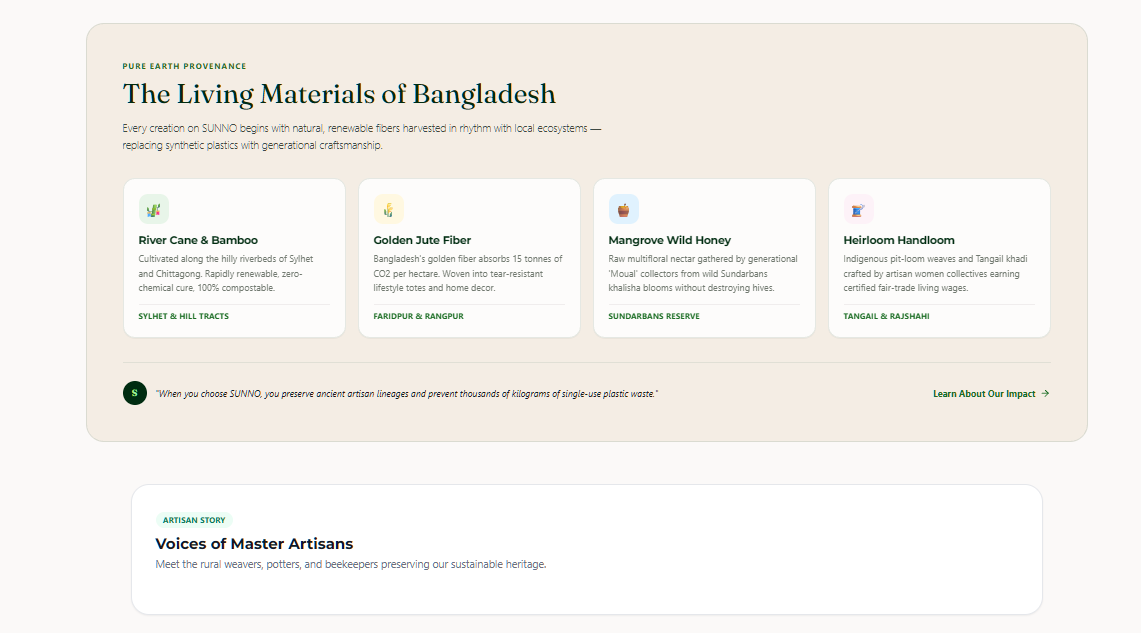 PURE EARTH PROVENANCE
The Living Materials of Bangladesh
Every creation on SUNNO begins with natural, renewable fibers harvested in rhythm with local ecosystems —
replacing synthetic plastics with generational craftsmanship.
River Cane & Bamboo
Cultivated along the hilly riverbeds of Sylhet
and Chittagong. Rapidly renewable, zero-
chemical cure, 100% compostable.
SYLHET & HILL TRACTS
Golden Jute Fiber
Bangladesh's golden fiber absorbs 15 tonnes of
CO2 per hectare. Woven into tear-resistant
lifestyle totes and home decor.
FARIDPUR & RANGPUR
Mangrove Wild Honey
Raw multifloral nectar gathered by generational
'Moual' collectors from wild Sundarbans
khalisha blooms without destroying hives.
SUNDARBANS RESERVE
Heirloom Handloom
Indigenous pit-loom weaves and Tangail khadi
crafted by artisan women collectives earning
certified fair-trade living wages.
TANGAIL & RAJSHAHI
S
"When you choose SUNNO, you preserve ancient artisan lineages and prevent thousands of kilograms of single-use plastic waste."
Learn About Our Impact →
ARTISAN STORY
Voices of Master Artisans
Meet the rural weavers, potters, and beekeepers preserving our sustainable heritage.